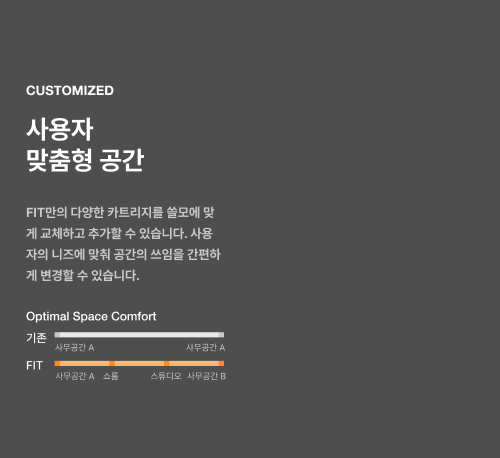 CUSTOMIZED
사용자
맞춤형 공간
FIT만의 다양한 카트리지를 쓸모에 맞
게 교체하고 추가할 수 있습니다. 사용
자의 니즈에 맞춰 공간의 쓰임을 간편하
게 변경할 수 있습니다.
Optimal Space Comfort
기존
사무공간 A 사무공간 A
FIT
사무공간 A 쇼룸 스튜디오 사무공간 B